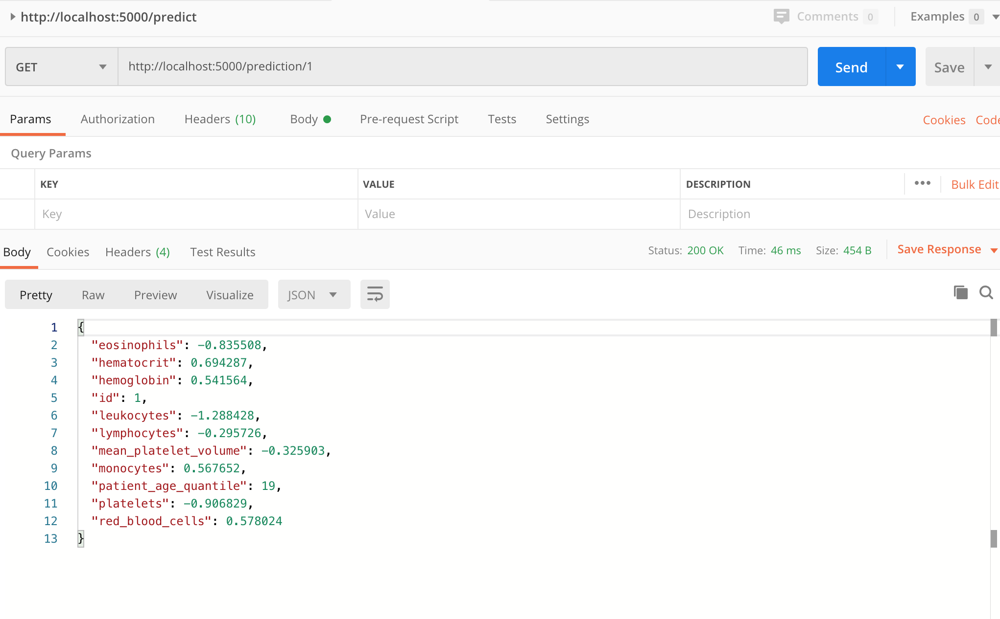 http://localhost:5000/predict Comments 0 Examples 0
GET http://localhost:5000/prediction/1 Send Save
Params Authorization Headers (10) Body Pre-request Script Tests Settings Cookies Code
Query Params
KEY VALUE DESCRIPTION ••• Bulk Edit
Key Value Description
Body Cookies Headers (4) Test Results Status: 200 OK Time: 46 ms Size: 454 B Save Response
Pretty Raw Preview Visualize JSON
1 {
2 "eosinophils": -0.835508,
3 "hematocrit": 0.694287,
4 "hemoglobin": 0.541564,
5 "id": 1,
6 "leukocytes": -1.288428,
7 "lymphocytes": -0.295726,
8 "mean_platelet_volume": -0.325903,
9 "monocytes": 0.567652,
10 "patient_age_quantile": 19,
11 "platelets": -0.906829,
12 "red_blood_cells": 0.578024
13 }